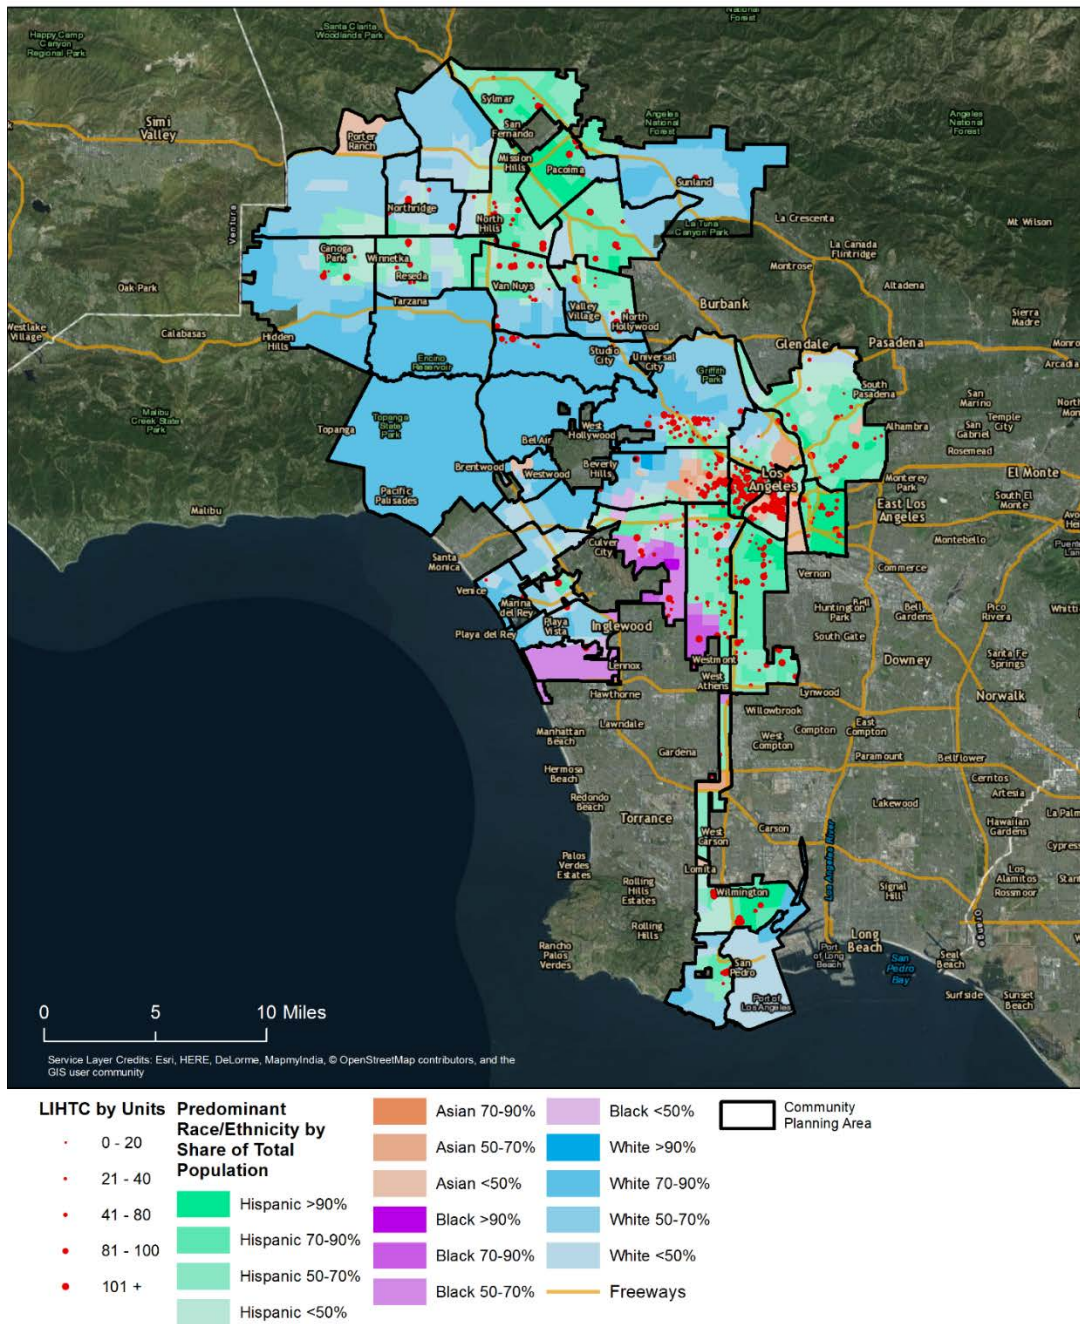 Happy Camp
Canyon
Regional Park
Santa Clarita
Woodlands Park
National
Forest
Simi
Valley
Porter
Ranch
Sylmar
San
Fernando
Mission
Hills
Pacoima
Angeles
National
Forest
Angeles
National
Forest
Sunland
La Tuna
Canyon Park
La Crescenta
Mt Wilson
La Canada
Flintridge
Montrose
Altadena
Ventura
Northridge
North
Hills
Canoga
Park
Winnetka
Reseda
Van Nuys
Oak Park
Tarzana
Valley
Village
North
Hollywood
Burbank
Sierra
Madre
Westlake
Village
Calabasas
Hidden
Hills
Encino
Reservoir
Studio
City
Universal
City
Griffith
Park
Glendale
Pasadena
Monro
Arcadia
South
Pasadena
San
Marino
Temple
City
San
Gabriel
Rosemead
Alhambra
Malibu
Creek State
Park
Topanga
Topanga
State
Park
Bel Air
West
Hollywood
Beverly
Hills
Brentwood
Westwood
Los
Angeles
El Monte
Monterey
Park
South El
Monte
East Los
Angeles
Pacific
Palisades
Malibu
Santa
Monica
Culver
City
Montebello
Commerce
Vernon
Venice
Marina
del Rey
Playa
Vista
Playa del Rey
Inglewood
Huntington
Park
Bell
Bell
Gardens
Pico
Rivera
Whitti
South Gate
Santa Fe
Springs
Downey
Lennox
Westmont
West
Athens
Hawthorne
Lynwood
Norwalk
Willowbrook
Lawndale
West
Compton
Compton
East
Compton
Manhattan
Beach
Gardena
Paramount
Bellflower
Hermosa
Beach
Cerritos
Artesia
Redondo
Beach
Torrance
Lakewood
La Palm
Hawaiian
Gardens
West
Carson
Carson
Palos
Verdes
Estates
Lomita
Los Angeles River
Cypres
Los
Alamitos
Rossmoor
Rolling
Hills
Estates
Wilmington
Signal
Hill
Orange
Rolling
Hills
Long
Beach
Port
of Long
Beach
Rancho
Palos
Verdes
San
Pedro
San
Pedro
Bay
Seal
Beach
Port of
Los Angeles
Surfside
Sunset
Beach
0 5 10 Miles
Service Layer Credits: Esri, HERE, DeLorme, MapmyIndia, © OpenStreetMap contributors, and the
GIS user community
LIHTC by Units
0 - 20
21 - 40
41 - 80
81 - 100
101 +
Predominant
Race/Ethnicity by
Share of Total
Population
Hispanic >90%
Hispanic 70-90%
Hispanic 50-70%
Hispanic <50%
Asian 70-90%
Asian 50-70%
Asian <50%
Black >90%
Black 70-90%
Black 50-70%
Black <50%
White >90%
White 70-90%
White 50-70%
White <50%
Freeways
Community
Planning Area